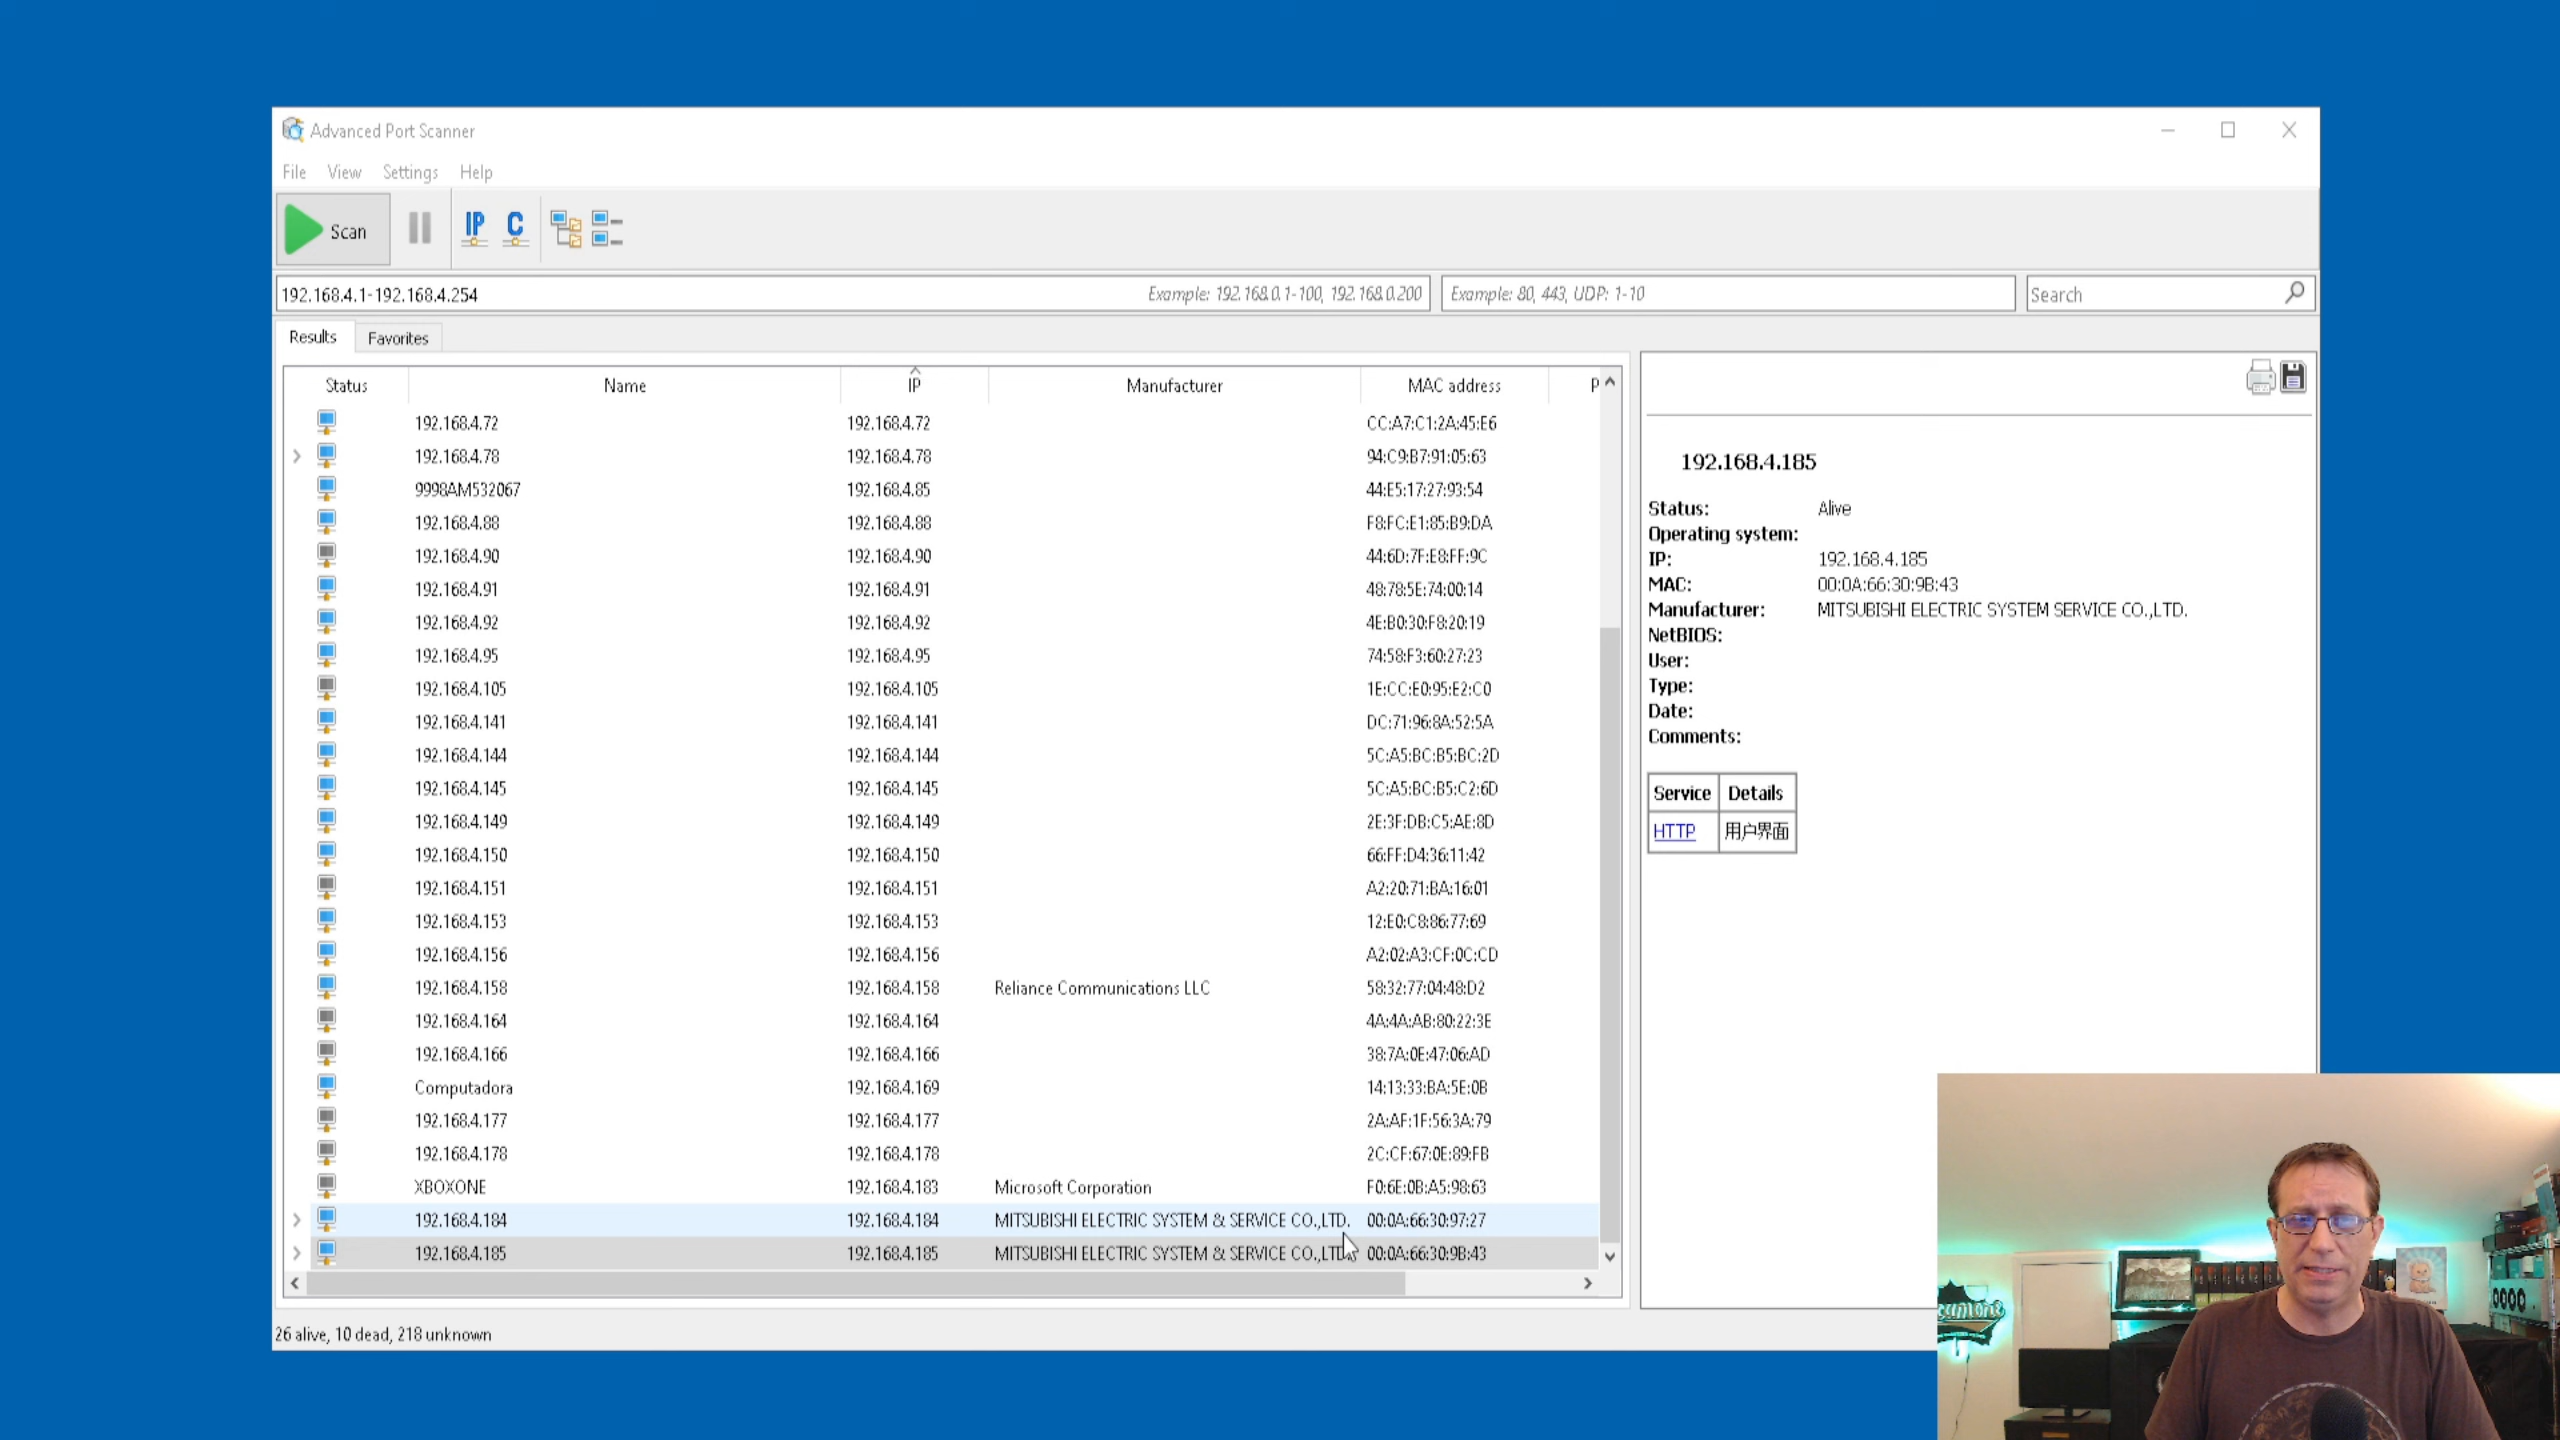 Advanced Port Scanner
File View Settings Help
Scan IP C
192.168.4.1-192.168.4.254 Example: 192.168.0.1-100, 192.168.0.200 Example: 80, 443, UDP: 1-10 Search
Results Favorites
Status Name IP Manufacturer MAC address P
192.168.4.72 192.168.4.72 CC:A7:C1:2A:45:E6
192.168.4.78 192.168.4.78 94:C9:B7:91:05:63
9998AM532067 192.168.4.85 44:E5:17:27:93:54
192.168.4.88 192.168.4.88 F8:FC:E1:85:B9:DA
192.168.4.90 192.168.4.90 44:6D:7F:E8:FF:9C
192.168.4.91 192.168.4.91 48:78:5E:74:00:14
192.168.4.92 192.168.4.92 4E:B0:30:F8:20:19
192.168.4.95 192.168.4.95 74:58:F3:60:27:23
192.168.4.105 192.168.4.105 1E:CC:E0:95:E2:C0
192.168.4.141 192.168.4.141 DC:71:96:8A:52:5A
192.168.4.144 192.168.4.144 5C:A5:BC:B5:BC:2D
192.168.4.145 192.168.4.145 5C:A5:BC:B5:C2:6D
192.168.4.149 192.168.4.149 2E:3F:DB:C5:AE:8D
192.168.4.150 192.168.4.150 66:FF:D4:36:11:42
192.168.4.151 192.168.4.151 A2:20:71:BA:16:01
192.168.4.153 192.168.4.153 12:E0:C8:86:77:69
192.168.4.156 192.168.4.156 A2:02:A3:CF:0C:CD
192.168.4.158 192.168.4.158 Reliance Communications LLC 58:32:77:04:48:D2
192.168.4.164 192.168.4.164 4A:4A:AB:80:22:3E
192.168.4.166 192.168.4.166 38:7A:0E:47:06:AD
Computadora 192.168.4.169 14:13:33:BA:5E:0B
192.168.4.177 192.168.4.177 2A:AF:1F:56:3A:79
192.168.4.178 192.168.4.178 2C:CF:67:0E:89:FB
XBOXONE 192.168.4.183 Microsoft Corporation F0:6E:0B:A5:98:63
192.168.4.184 192.168.4.184 MITSUBISHI ELECTRIC SYSTEM & SERVICE CO.,LTD. 00:0A:66:30:97:27
192.168.4.185 192.168.4.185 MITSUBISHI ELECTRIC SYSTEM & SERVICE CO.,LTD. 00:0A:66:30:9B:43
26 alive, 10 dead, 218 unknown
192.168.4.185
Status: Alive
Operating system:
IP: 192.168.4.185
MAC: 00:0A:66:30:9B:43
Manufacturer: MITSUBISHI ELECTRIC SYSTEM SERVICE CO.,LTD.
NetBIOS:
User:
Type:
Date:
Comments:
Service Details
HTTP 用户界面